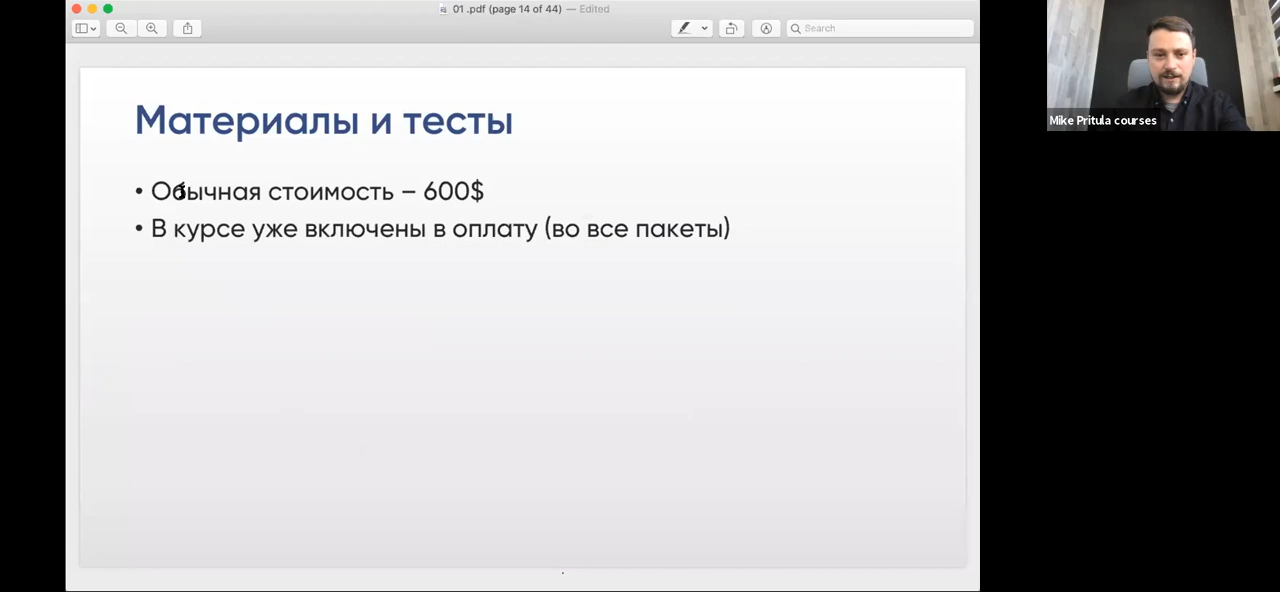 01 .pdf (page 14 of 44) — Edited
Search
Mike Pritula courses
Материалы и тесты
• Обычная стоимость – 600$
• В курсе уже включены в оплату (во все пакеты)